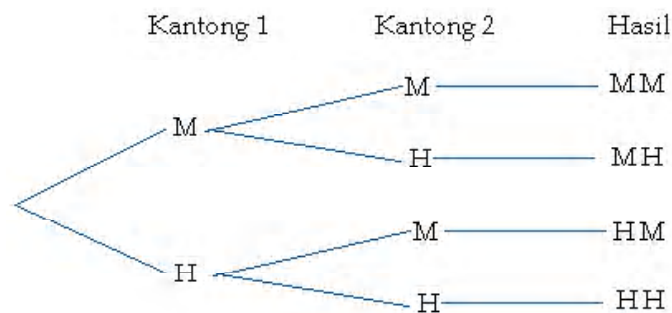 Kantong 1 Kantong 2 Hasil
M MM
M
H MH
M HM
H
H HH